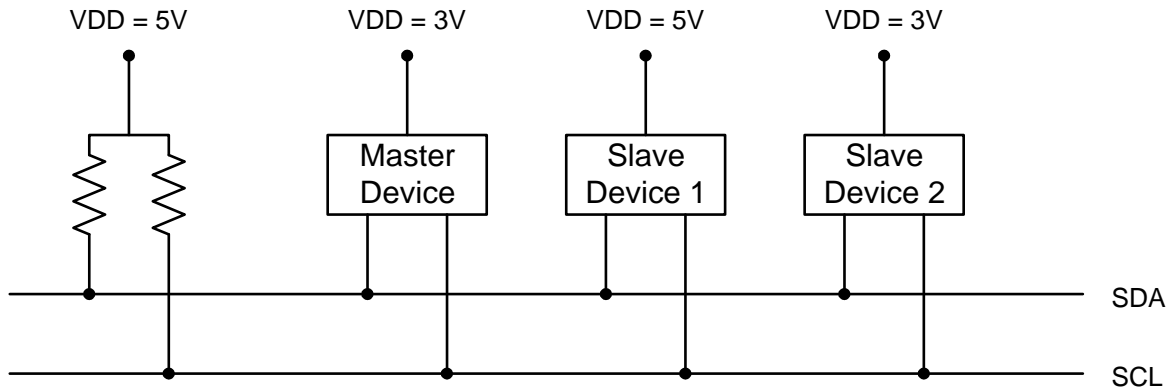 VDD = 5V
VDD = 3V
VDD = 5V
VDD = 3V
Master
Device
Slave
Device 1
Slave
Device 2
SDA
SCL